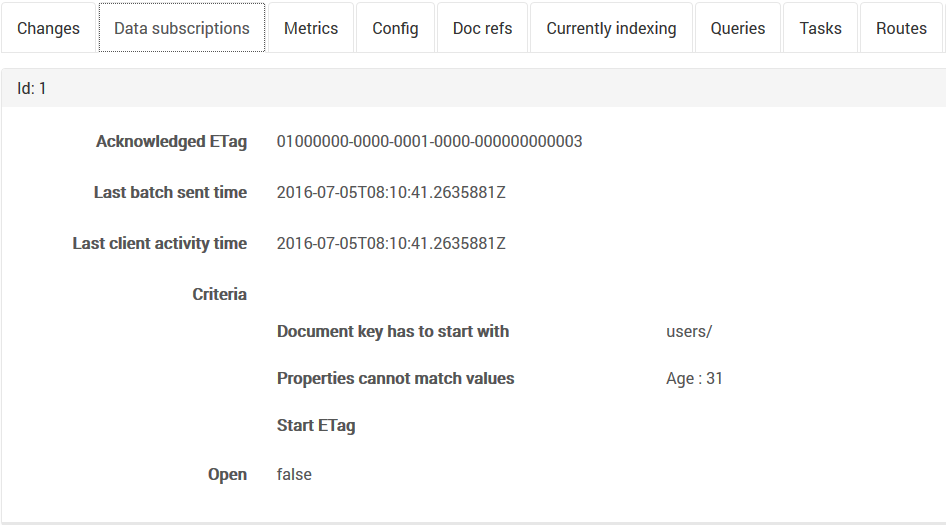 Changes Data subscriptions Metrics Config Doc refs Currently indexing Queries Tasks Routes
Id: 1
Acknowledged ETag 01000000-0000-0001-0000-000000000003
Last batch sent time 2016-07-05T08:10:41.2635881Z
Last client activity time 2016-07-05T08:10:41.2635881Z
Criteria
Document key has to start with users/
Properties cannot match values Age : 31
Start ETag
Open false